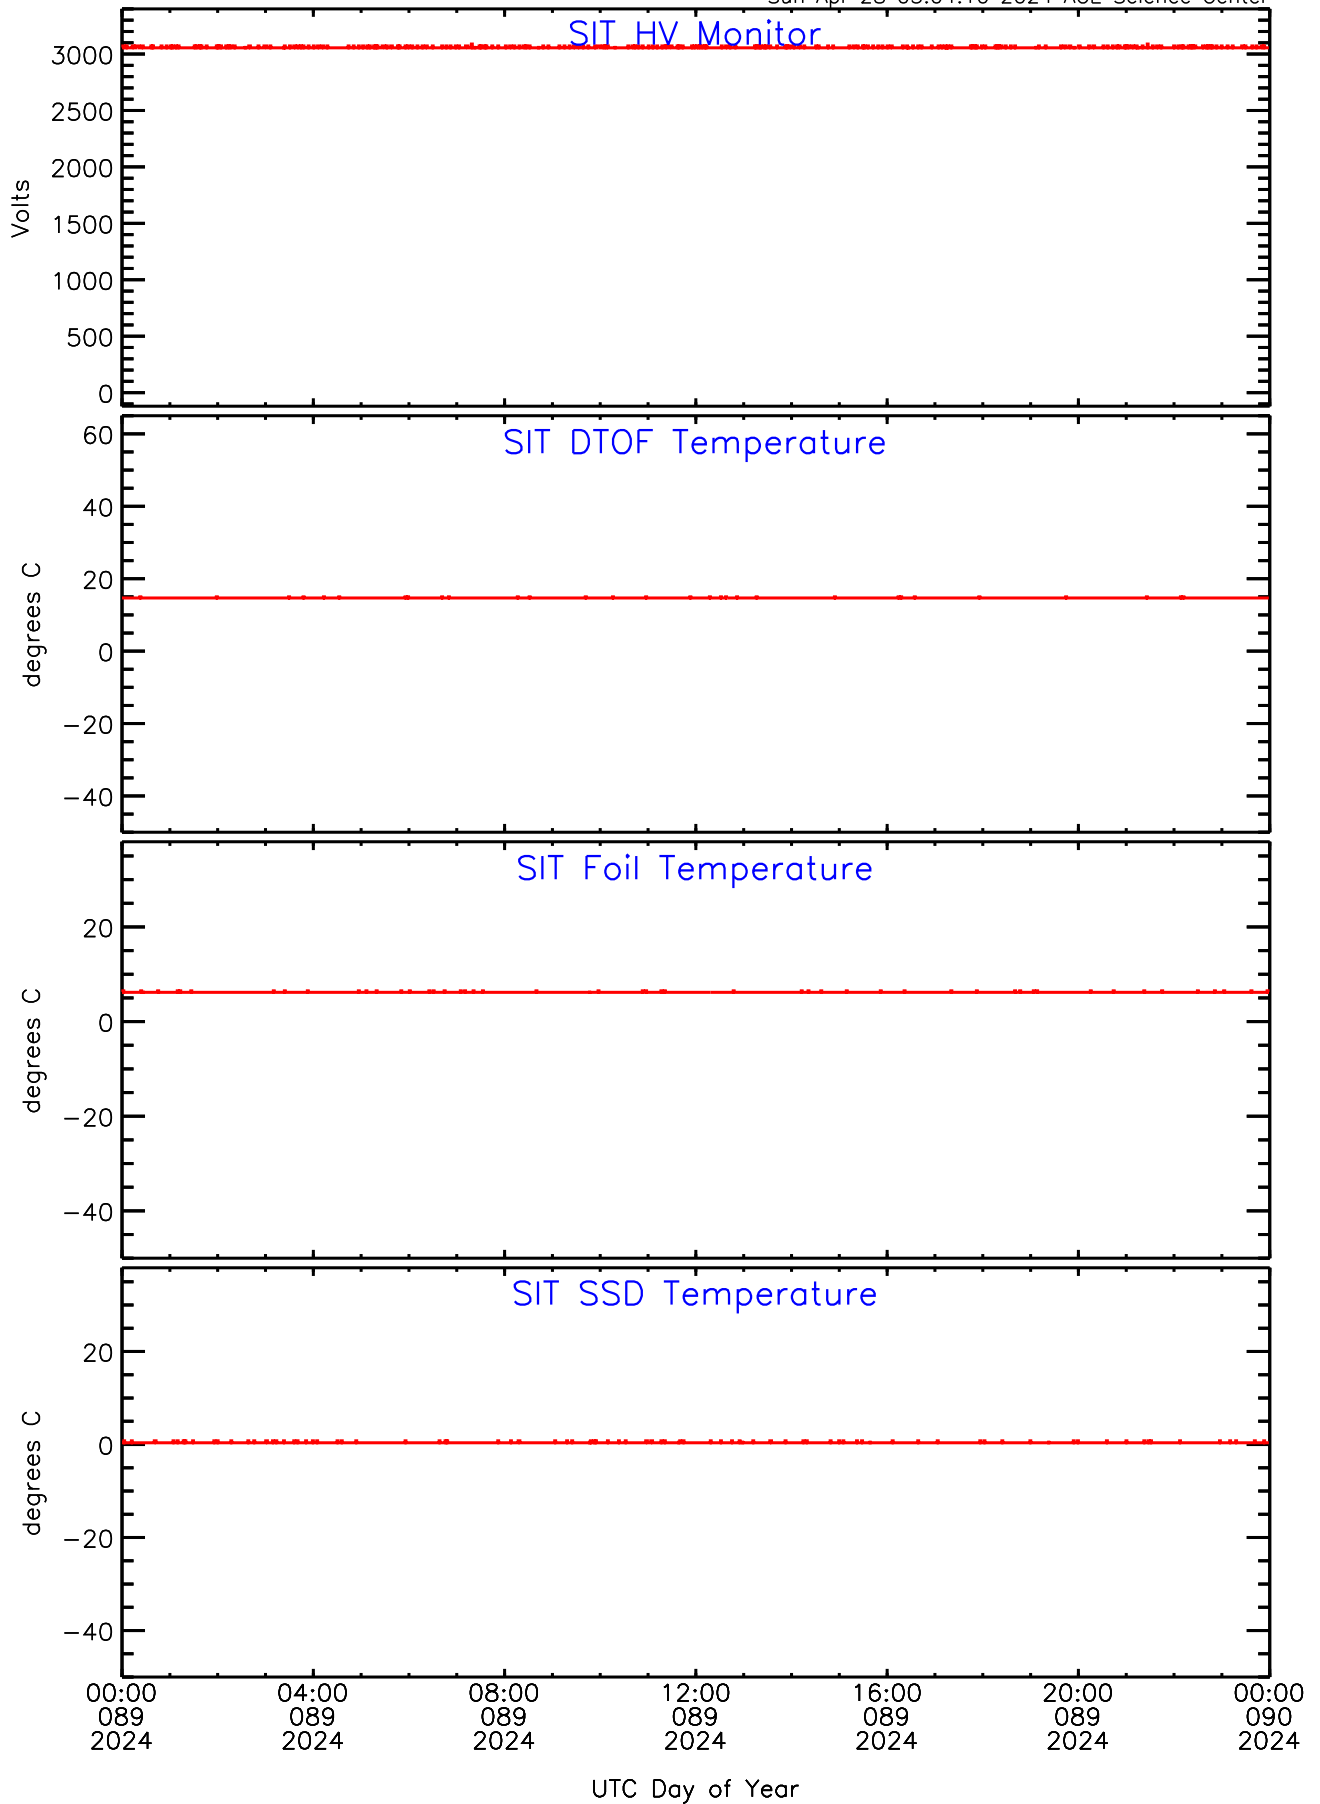 SIT HV Monitor
3000
2500
2000
1500
1000
500
0
Volts
SIT DTOF Temperature
60
40
20
0
−20
−40
degrees C
SIT Foil Temperature
20
0
−20
−40
degrees C
SIT SSD Temperature
20
0
−20
−40
degrees C
00:00 04:00 08:00 12:00 16:00 20:00 00:00
089 089 089 089 089 089 090
2024 2024 2024 2024 2024 2024 2024
UTC Day of Year